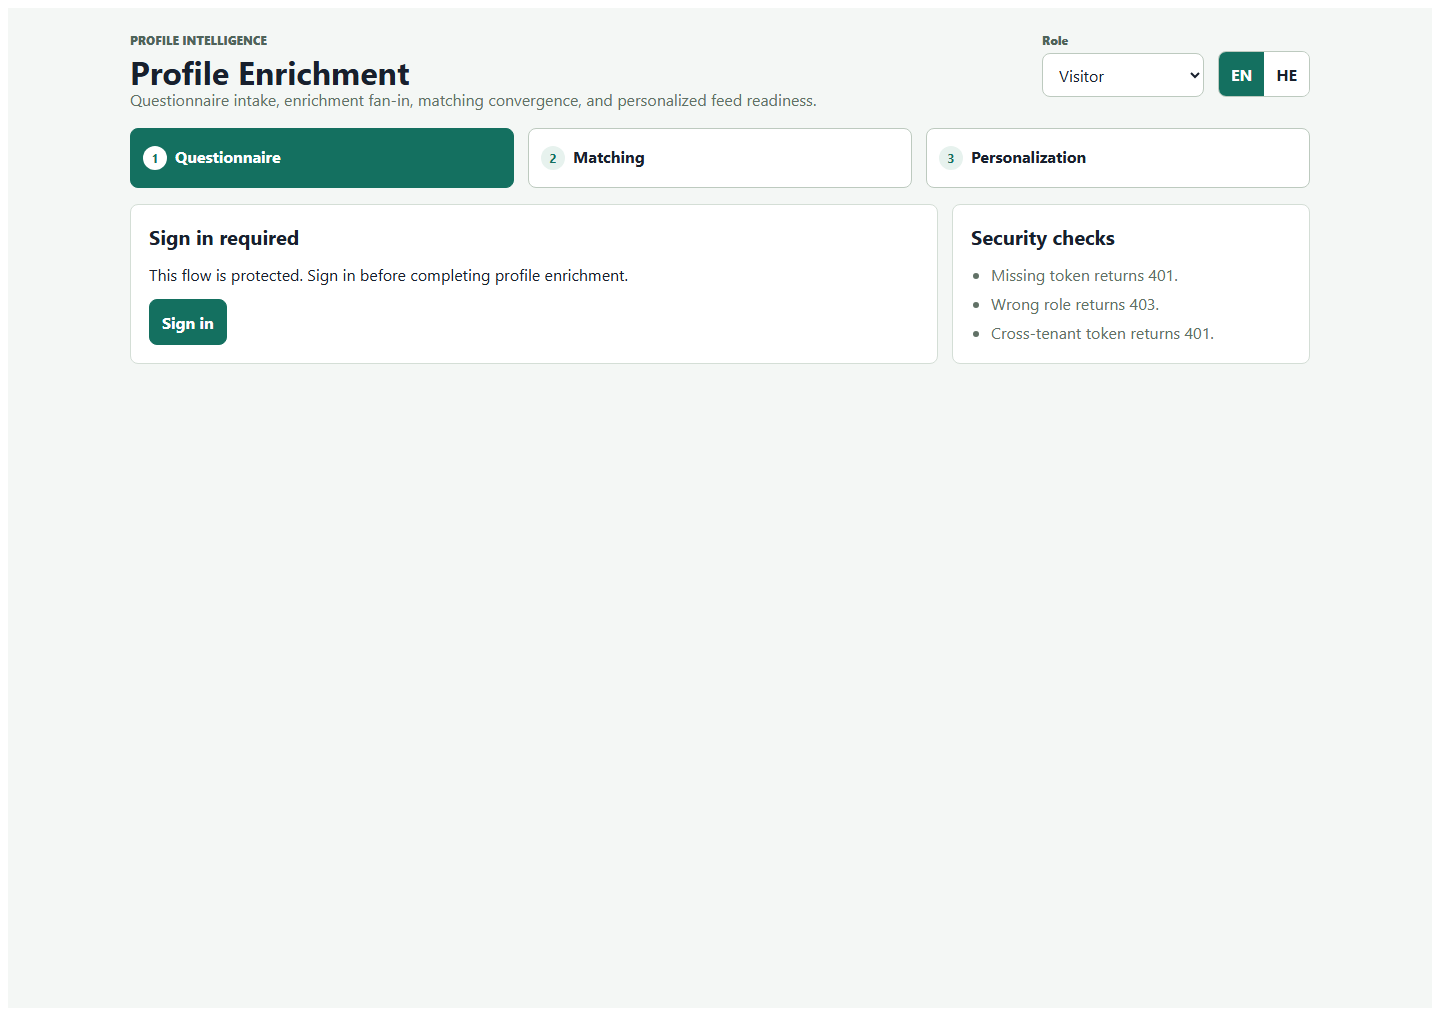 PROFILE INTELLIGENCE
Profile Enrichment
Questionnaire intake, enrichment fan-in, matching convergence, and personalized feed readiness.
Role
Visitor
EN
HE
1 Questionnaire
2 Matching
3 Personalization
Sign in required
This flow is protected. Sign in before completing profile enrichment.
Sign in
Security checks
Missing token returns 401.
Wrong role returns 403.
Cross-tenant token returns 401.